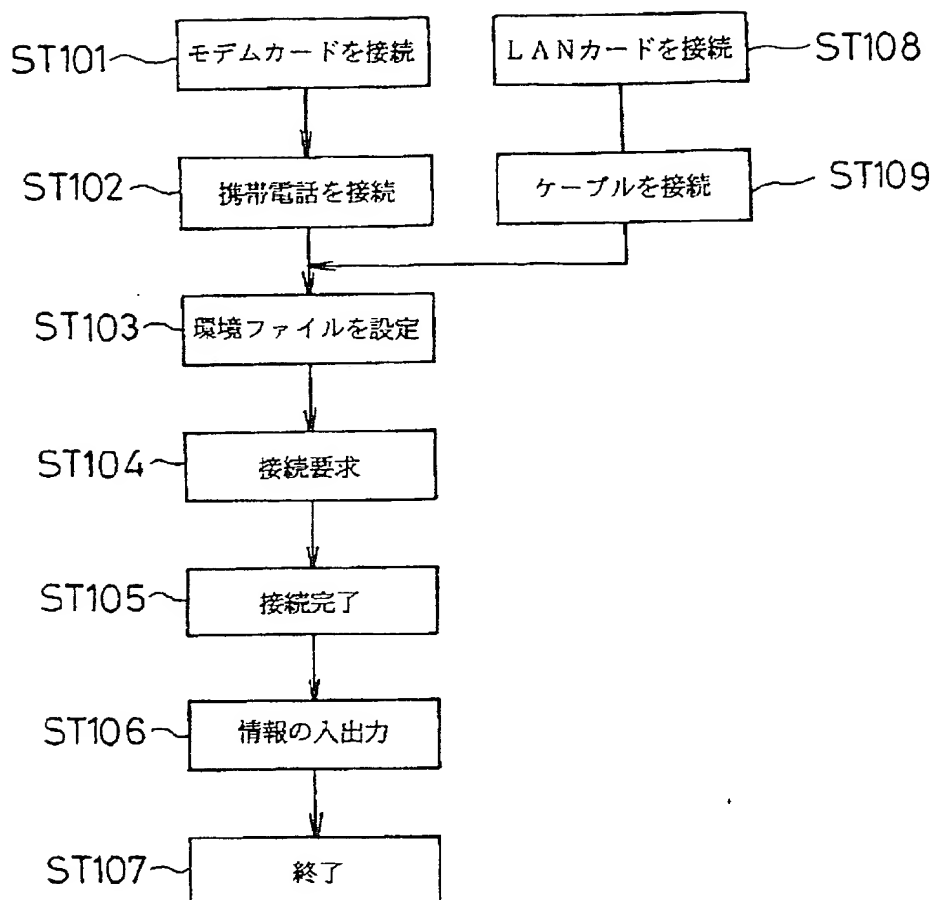 ST101 モデムカードを接続
LANカードを接続 ST108
ST102 携帯電話を接続
ケーブルを接続 ST109
ST103 環境ファイルを設定
ST104 接続要求
ST105 接続完了
ST106 情報の入出力
ST107 終了